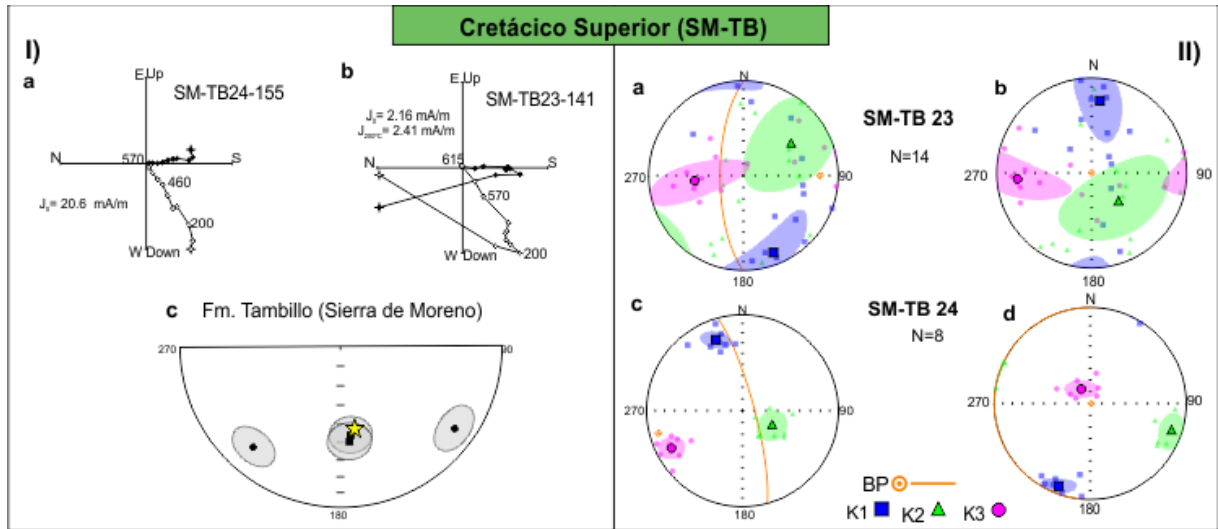 Cretácico Superior (SM-TB)
I)
a
E Up
SM-TB24-155
N
570
S
460
J₀= 20.6 mA/m
200
W Down
b
E Up
SM-TB23-141
J₀= 2.16 mA/m
J₂₀₀°C= 2.41 mA/m
N
615
S
570
W Down
200
c Fm. Tambillo (Sierra de Moreno)
270
90
180
II)
a
N
270
90
180
SM-TB 23
N=14
b
N
270
90
180
c
N
270
90
180
SM-TB 24
N=8
d
N
270
90
180
BP
K1 K2 K3